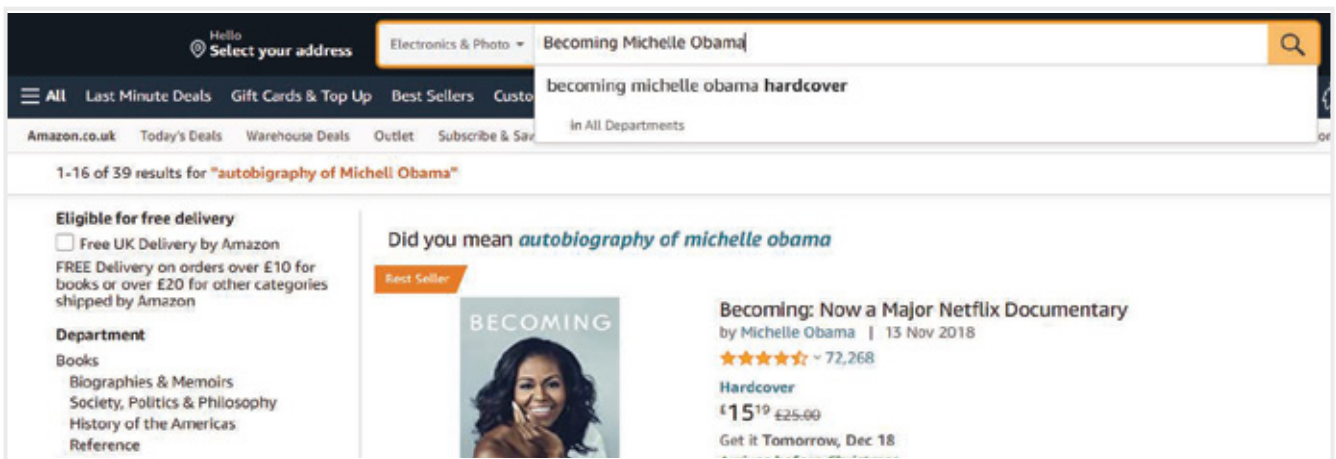 Hello
Select your address
Electronics & Photo
Becoming Michelle Obama
becoming michelle obama hardcover
in All Departments
All Last Minute Deals Gift Cards & Top Up Best Sellers Custo
Amazon.co.uk Today's Deals Warehouse Deals Outlet Subscribe & Sav
1-16 of 39 results for "autobigraphy of Michell Obama"
Eligible for free delivery
Free UK Delivery by Amazon
FREE Delivery on orders over £10 for
books or over £20 for other categories
shipped by Amazon
Department
Books
Biographies & Memoirs
Society, Politics & Philosophy
History of the Americas
Reference
Did you mean autobiography of michelle obama
Best Seller
BECOMING
Becoming: Now a Major Netflix Documentary
by Michelle Obama | 13 Nov 2018
72,268
Hardcover
£1519 £25.00
Get it Tomorrow, Dec 18